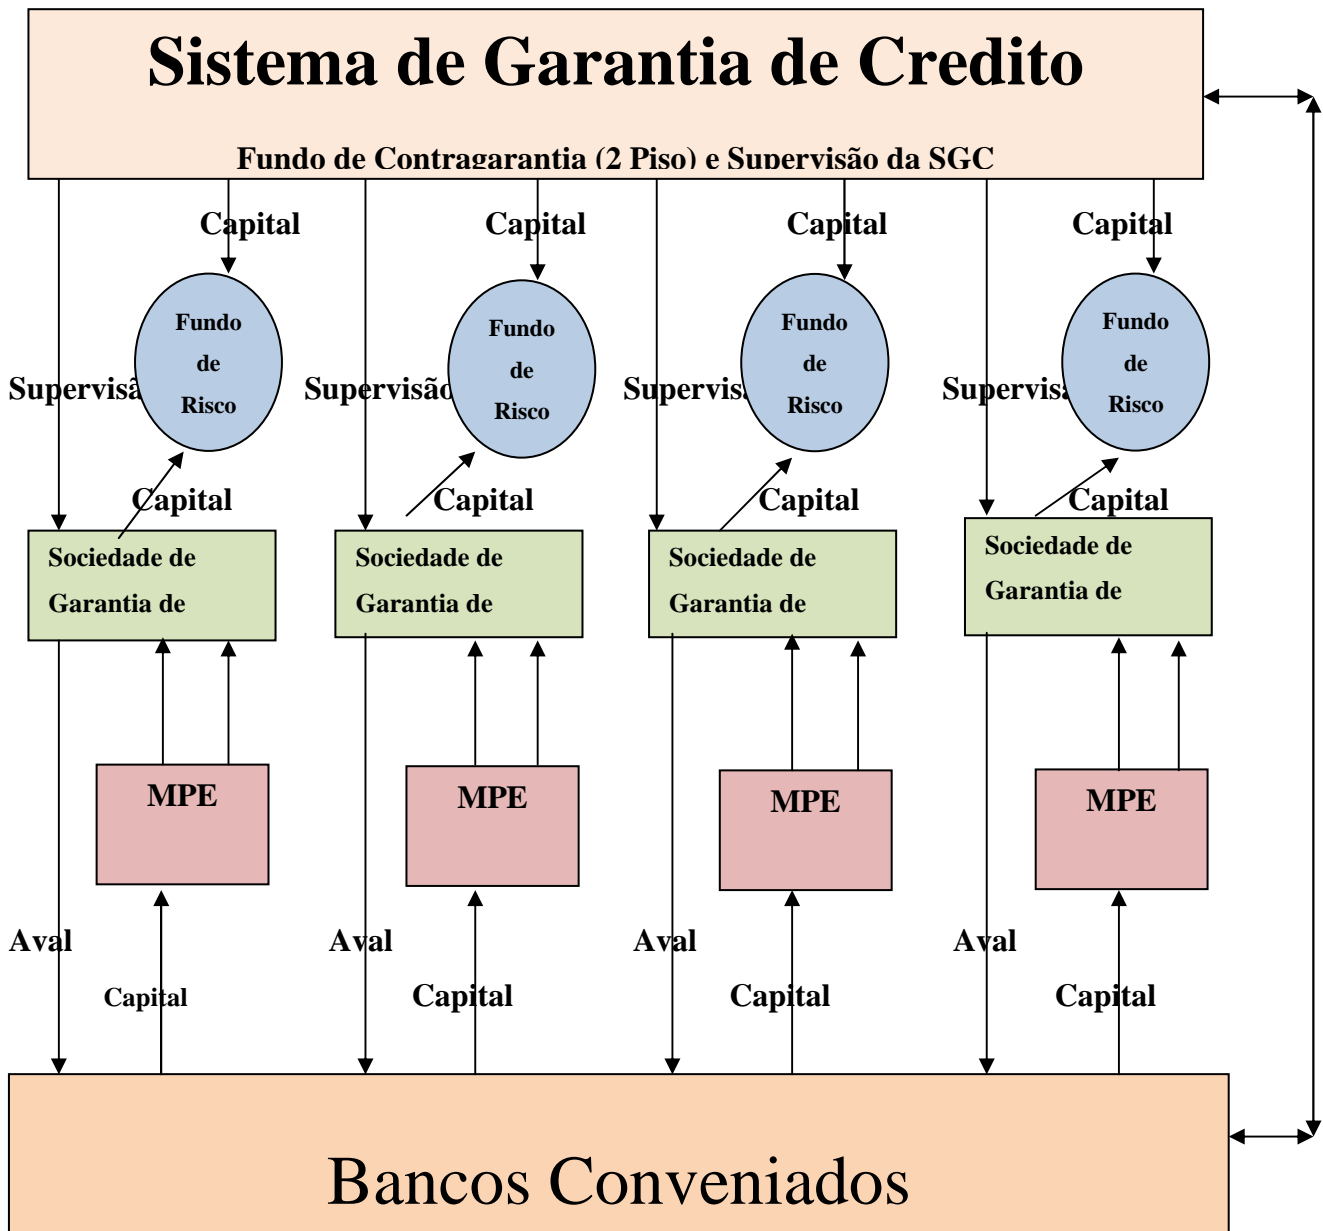 Sistema de Garantia de Credito
Fundo de Contragarantia (2 Piso) e Supervisão da SGC
Capital
Capital
Capital
Capital
Fundo
de
Risco
Fundo
de
Risco
Fundo
de
Risco
Fundo
de
Risco
Supervisã
Supervisão
Supervisa
Supervisa
Capital
Capital
Capital
Capital
Sociedade de
Garantia de
Sociedade de
Garantia de
Sociedade de
Garantia de
Sociedade de
Garantia de
MPE
MPE
MPE
MPE
Aval
Aval
Aval
Aval
Capital
Capital
Capital
Capital
Bancos Conveniados